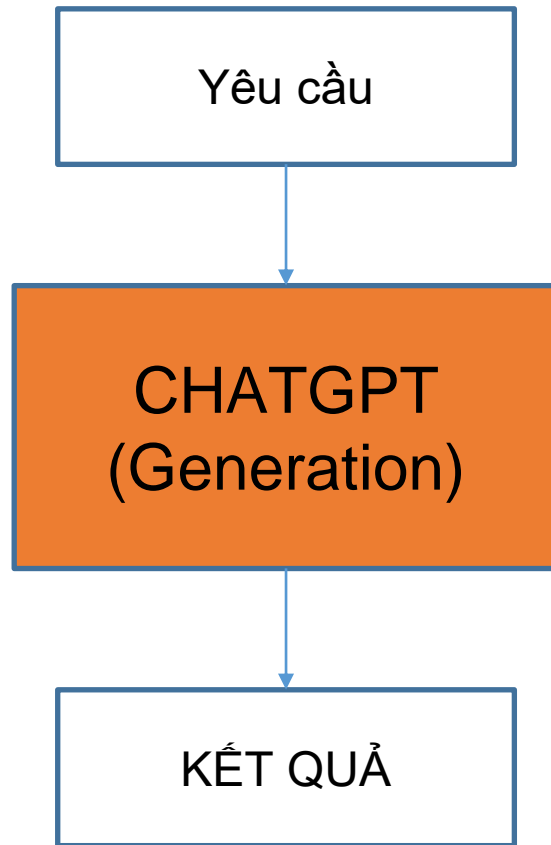 Yêu cầu
CHATGPT
(Generation)
KẾT QUẢ